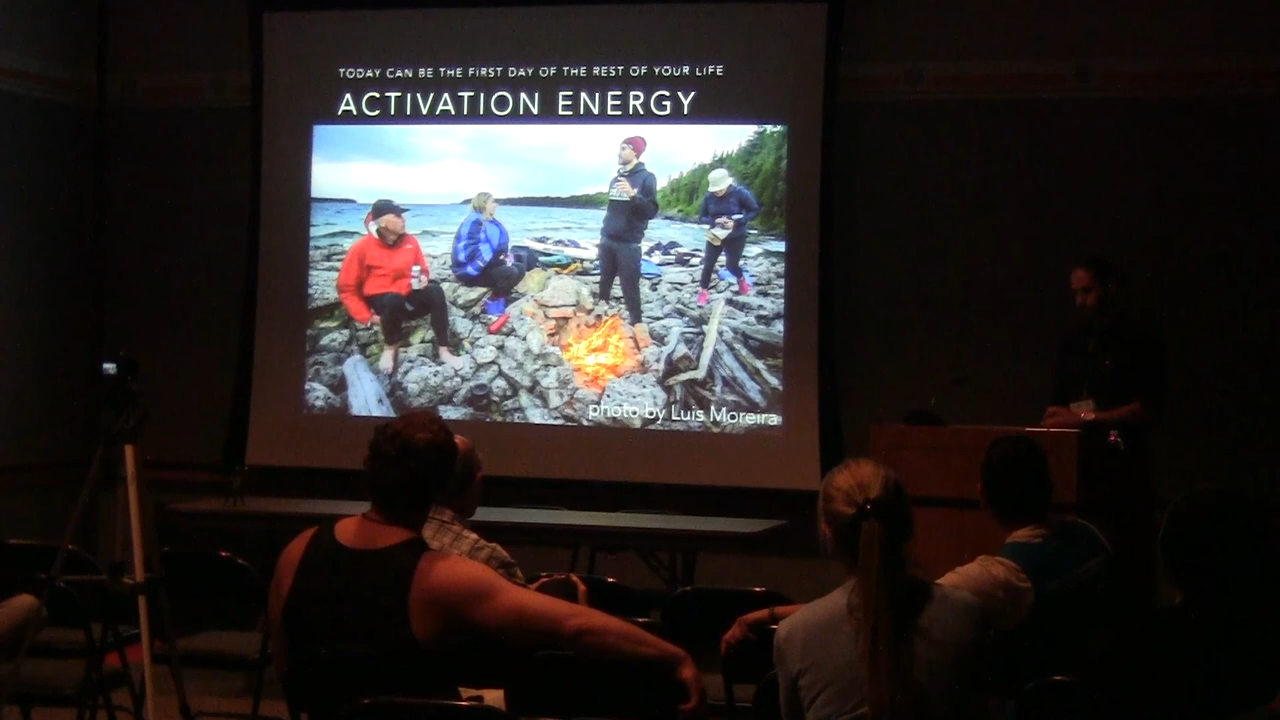 TODAY CAN BE THE FIRST DAY OF THE REST OF YOUR LIFE
ACTIVATION ENERGY
photo by Luis Moreira